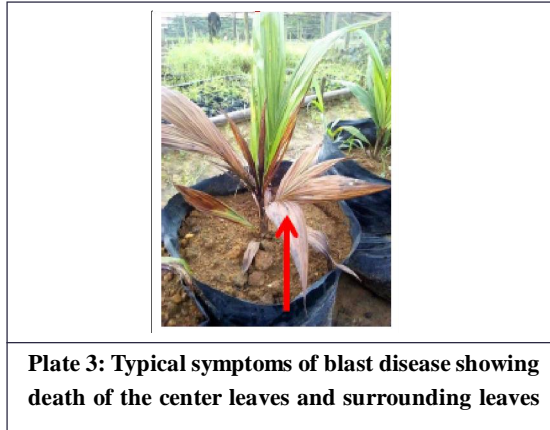 Plate 3: Typical symptoms of blast disease showing
death of the center leaves and surrounding leaves